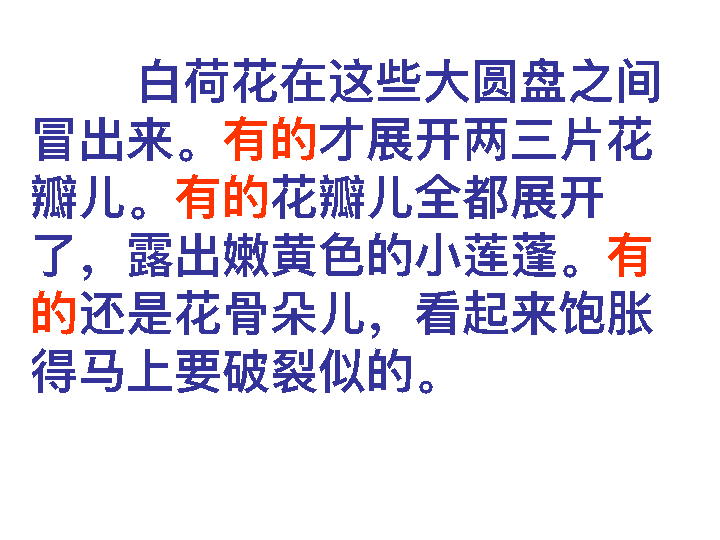 白荷花在这些大圆盘之间
冒出来。有的才展开两三片花
瓣儿。有的花瓣儿全都展开
了，露出嫩黄色的小莲蓬。有
的还是花骨朵儿，看起来饱胀
得马上要破裂似的。